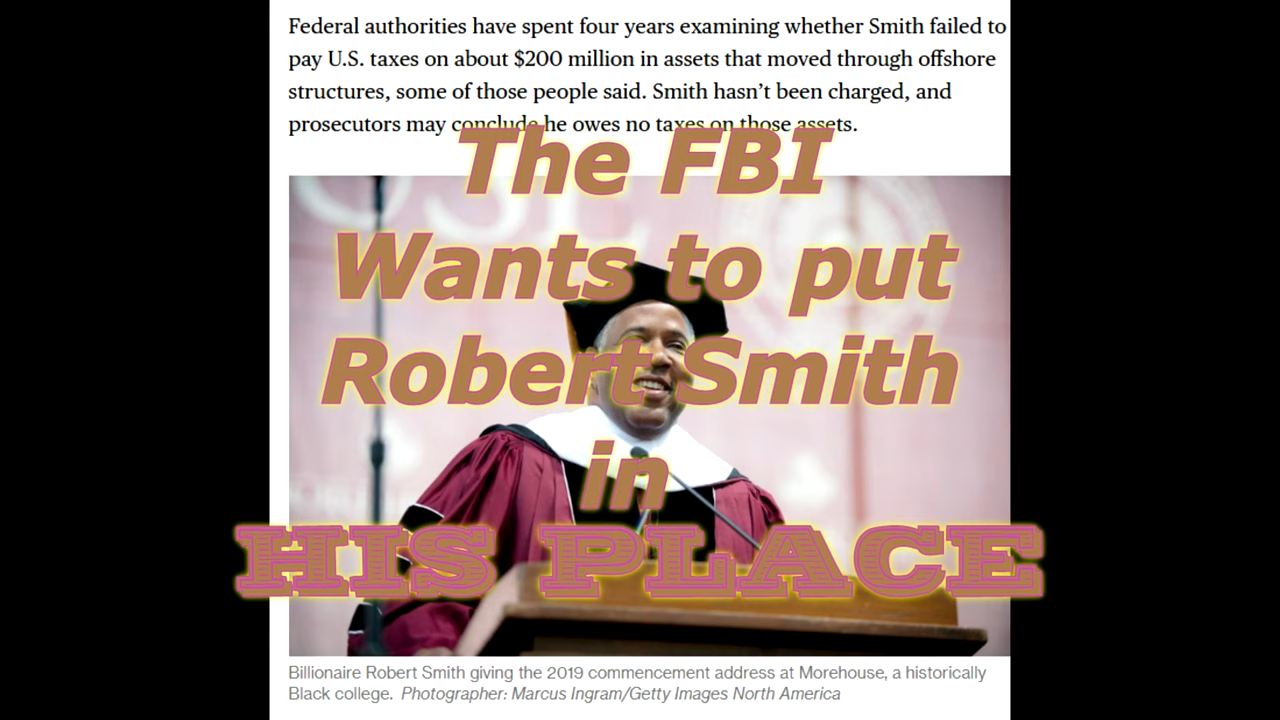 Federal authorities have spent four years examining whether Smith failed to
pay U.S. taxes on about $200 million in assets that moved through offshore
structures, some of those people said. Smith hasn’t been charged, and
prosecutors may conclude he owes no taxes on those assets.
The FBI
Wants to put
Robert Smith
in
HIS PLACE
Billionaire Robert Smith giving the 2019 commencement address at Morehouse, a historically
Black college. Photographer: Marcus Ingram/Getty Images North America